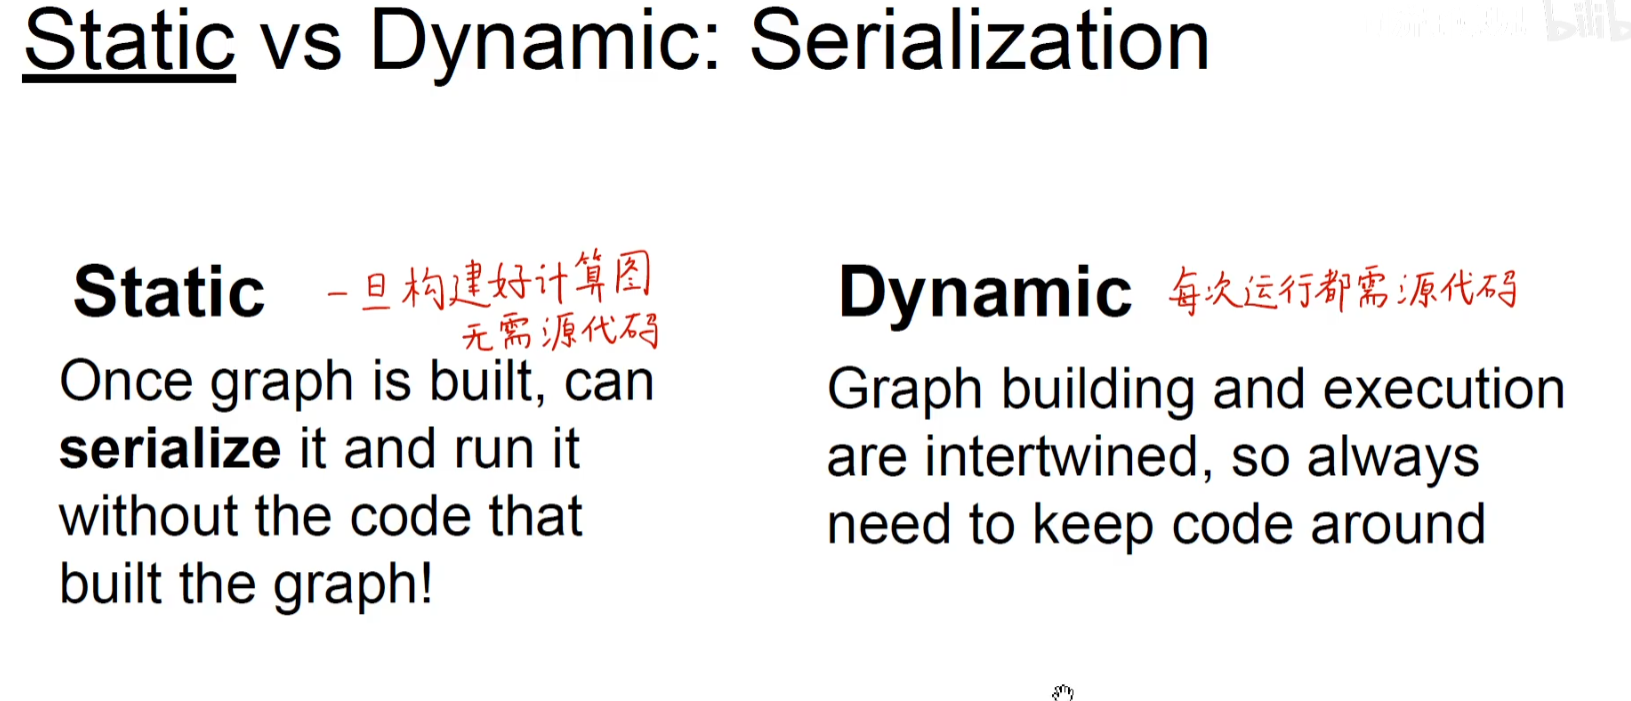 Static vs Dynamic: Serialization
Static
一旦构建好计算图
无需源代码
Once graph is built, can
serialize it and run it
without the code that
built the graph!
Dynamic
每次运行都需源代码
Graph building and execution
are intertwined, so always
need to keep code around